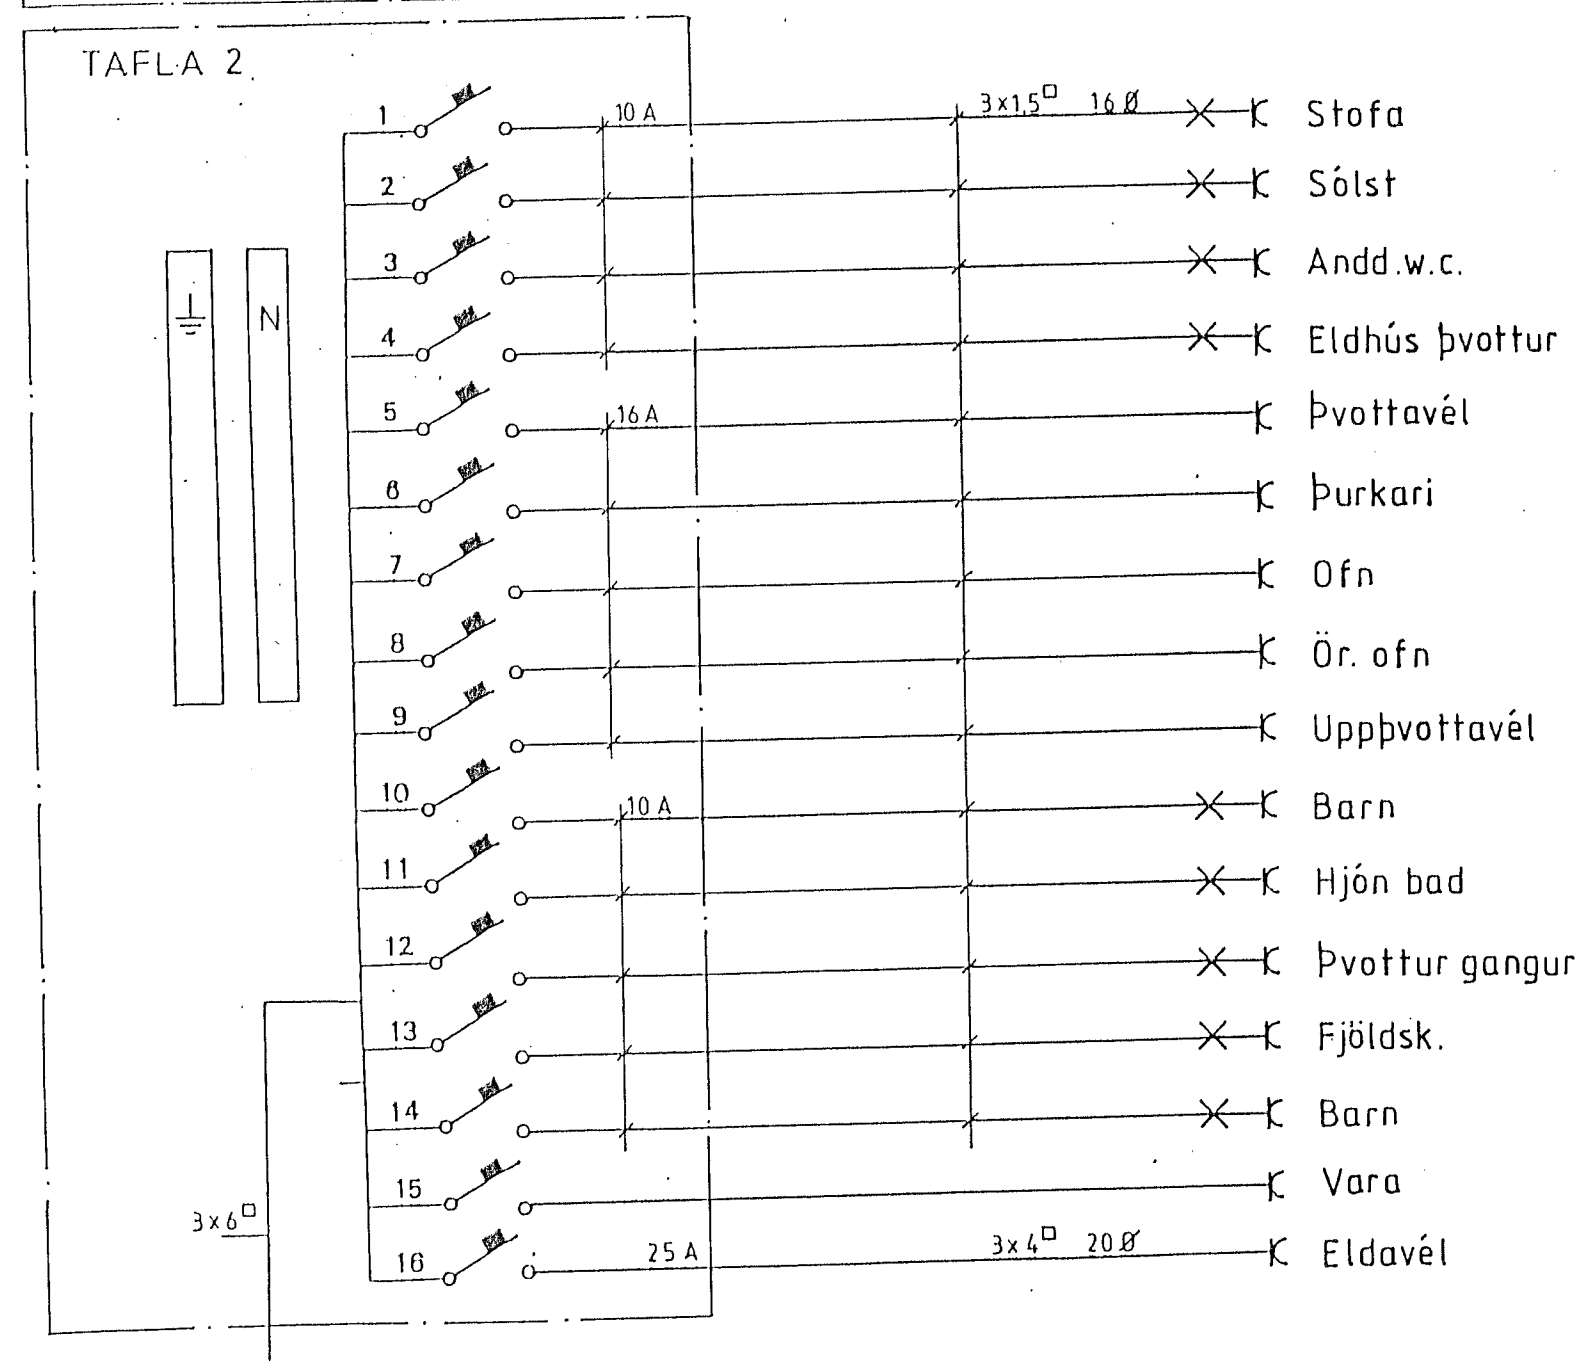 TAFLA 2
1 10 A 3x1,5□ 16 Ø Stofa
2 Sólst
3 Andd.w.c.
4 Eldhús þvottur
5 16 A Þvottavél
6 Þurkari
7 Ofn
8 Ör. ofn
9 Uppþvottavél
10 10 A Barn
11 Hjón bað
12 Þvottur gangur
13 Fjöldsk.
14 Barn
15 Vara
16 25 A 3x4□ 20 Ø Eldavél
N
3x6□